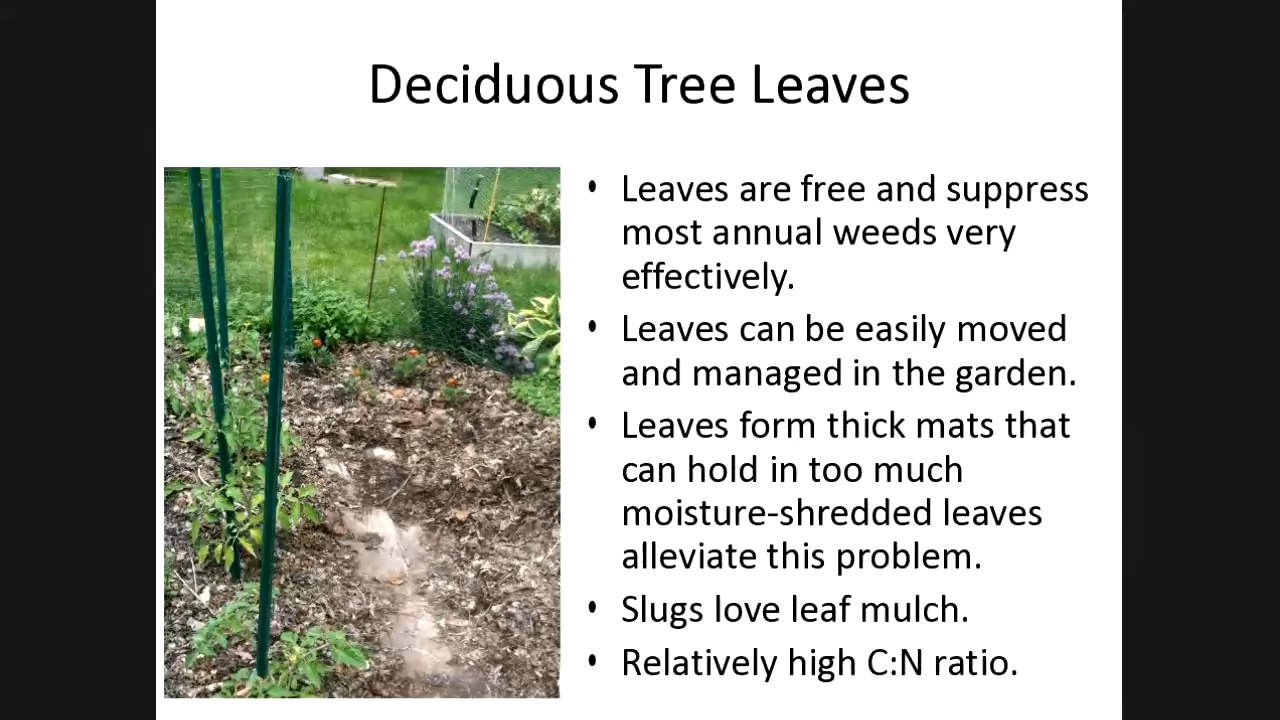 Deciduous Tree Leaves
• Leaves are free and suppress
most annual weeds very
effectively.
• Leaves can be easily moved
and managed in the garden.
• Leaves form thick mats that
can hold in too much
moisture-shredded leaves
alleviate this problem.
• Slugs love leaf mulch.
• Relatively high C:N ratio.